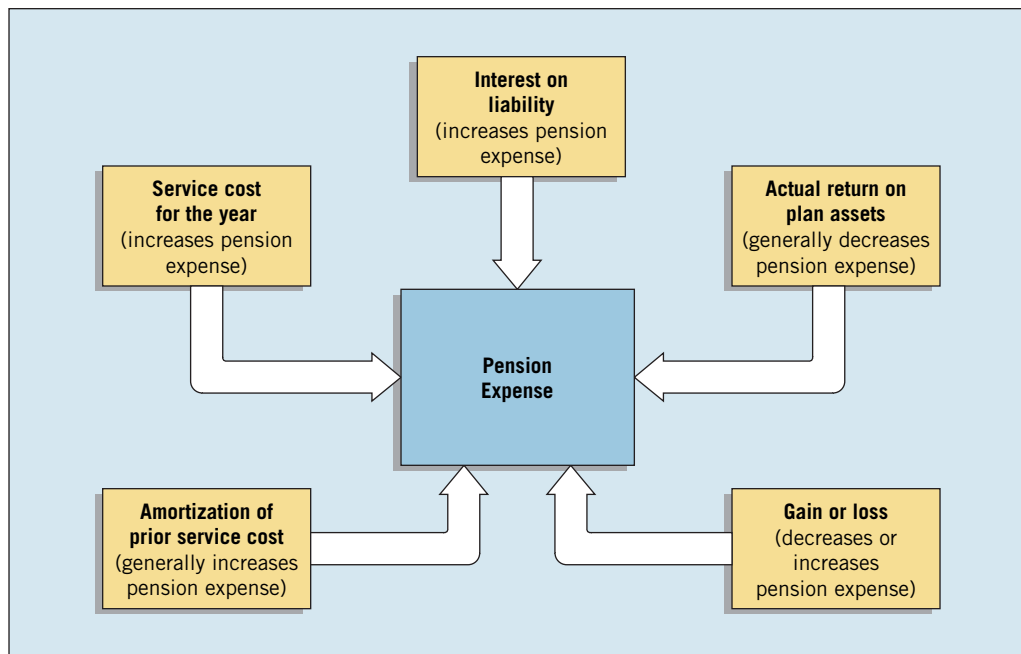 Interest on
liability
(increases pension
expense)
Service cost
for the year
(increases pension
expense)
Actual return on
plan assets
(generally decreases
pension expense)
Pension
Expense
Amortization of
prior service cost
(generally increases
pension expense)
Gain or loss
(decreases or
increases
pension expense)